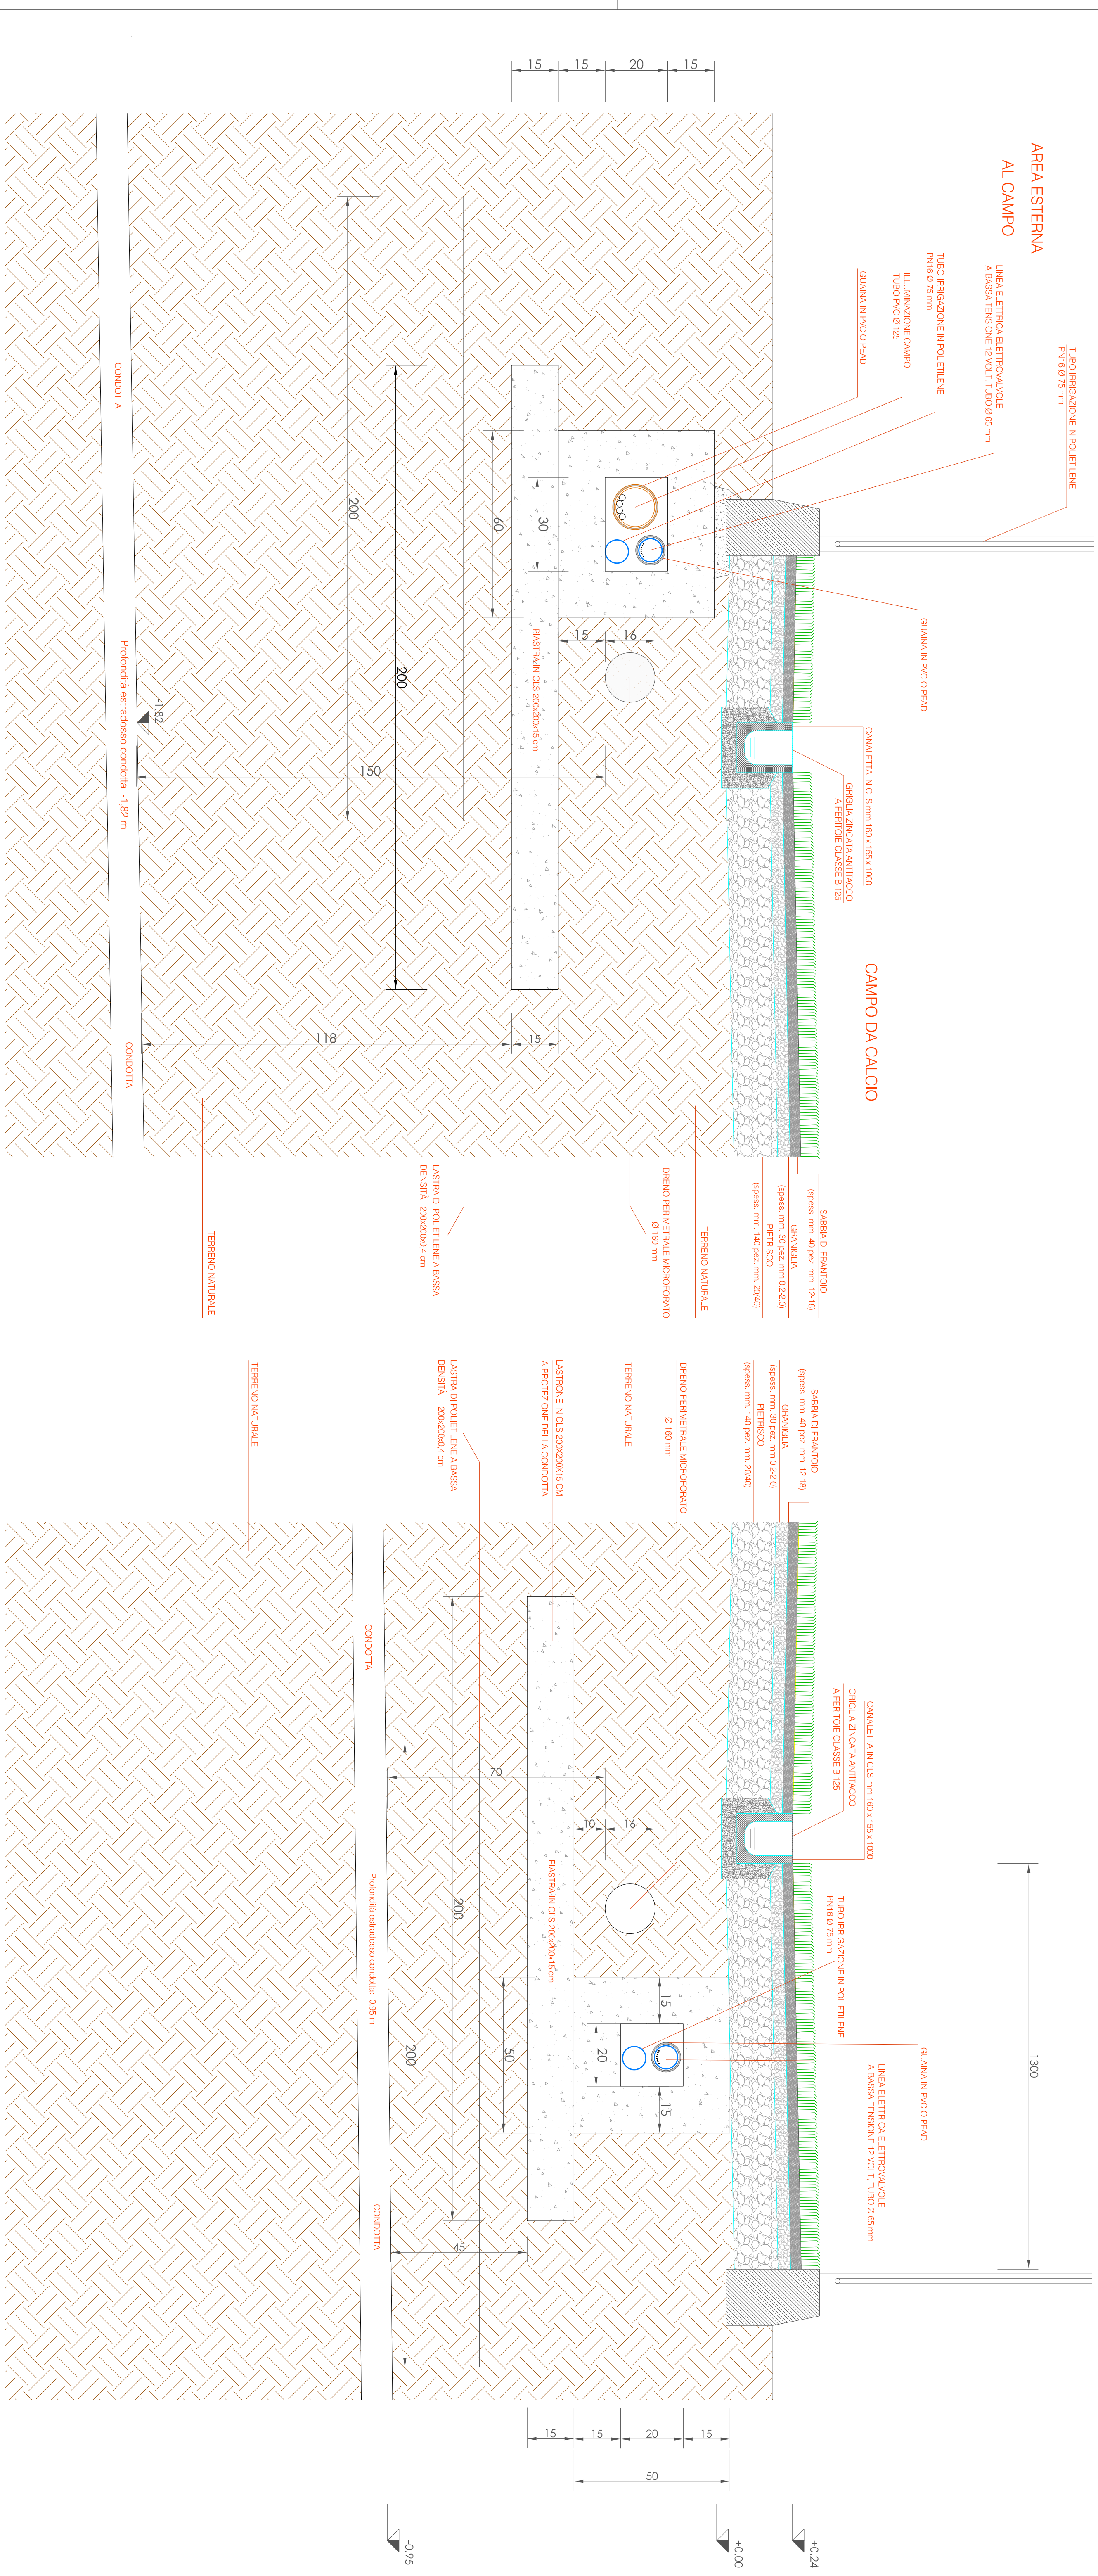 AREA ESTERNA
AL CAMPO
TUBO IRRIGAZIONE IN POLIETILENE
PN16 Ø 75 mm
LINEA ELETTRICA ELETTROVALVOLE
A BASSA TENSIONE 12 VOLT, TUBO Ø 65 mm
TUBO IRRIGAZIONE IN POLIETILENE
PN16 Ø 75 mm
ILLUMINAZIONE CAMPO
TUBO PVC Ø 125
GUAINA IN PVC O PEAD
GUAINA IN PVC O PEAD
CANALETTA IN CLS mm 160 x 155 x 1000
GRIGLIA ZINCATA ANTITACCO
A FERITOIE CLASSE B 125
CAMPO DA CALCIO
15
20
15
15
30
60
16
15
PIASTRA IN CLS 200x200x15 cm
200
200
150
118
15
CONDOTTA
-1,82
Profondità estradosso condotta: -1,82 m
CONDOTTA
SABBIA DI FRANTOIO
(spess. mm. 40 pez. mm. 12-18)
GRANIGLIA
(spess. mm. 30 pez. mm 0.2-2.0)
PIETRISCO
(spess. mm. 140 pez. mm. 20/40)
TERRENO NATURALE
DRENO PERIMETRALE MICROFORATO
Ø 160 mm
LASTRA DI POLIETILENE A BASSA
DENSITÀ 200x200x0,4 cm
TERRENO NATURALE
SABBIA DI FRANTOIO
(spess. mm. 40 pez. mm. 12-18)
GRANIGLIA
(spess. mm. 30 pez. mm 0.2-2.0)
PIETRISCO
(spess. mm. 140 pez. mm. 20/40)
DRENO PERIMETRALE MICROFORATO
Ø 160 mm
TERRENO NATURALE
LASTRONE IN CLS 200X200X15 CM
A PROTEZIONE DELLA CONDOTTA
LASTRA DI POLIETILENE A BASSA
DENSITÀ 200x200x0,4 cm
TERRENO NATURALE
CANALETTA IN CLS mm 160 x 155 x 1000
GRIGLIA ZINCATA ANTITACCO
A FERITOIE CLASSE B 125
TUBO IRRIGAZIONE IN POLIETILENE
PN16 Ø 75 mm
GUAINA IN PVC O PEAD
LINEA ELETTRICA ELETTROVALVOLE
A BASSA TENSIONE 12 VOLT, TUBO Ø 65 mm
1300
16
10
70
15
20
15
50
PIASTRA IN CLS 200x200x15 cm
200
200
45
CONDOTTA
Profondità estradosso condotta: -0,95 m
CONDOTTA
15
20
15
15
50
+0.24
+0.00
-0.95